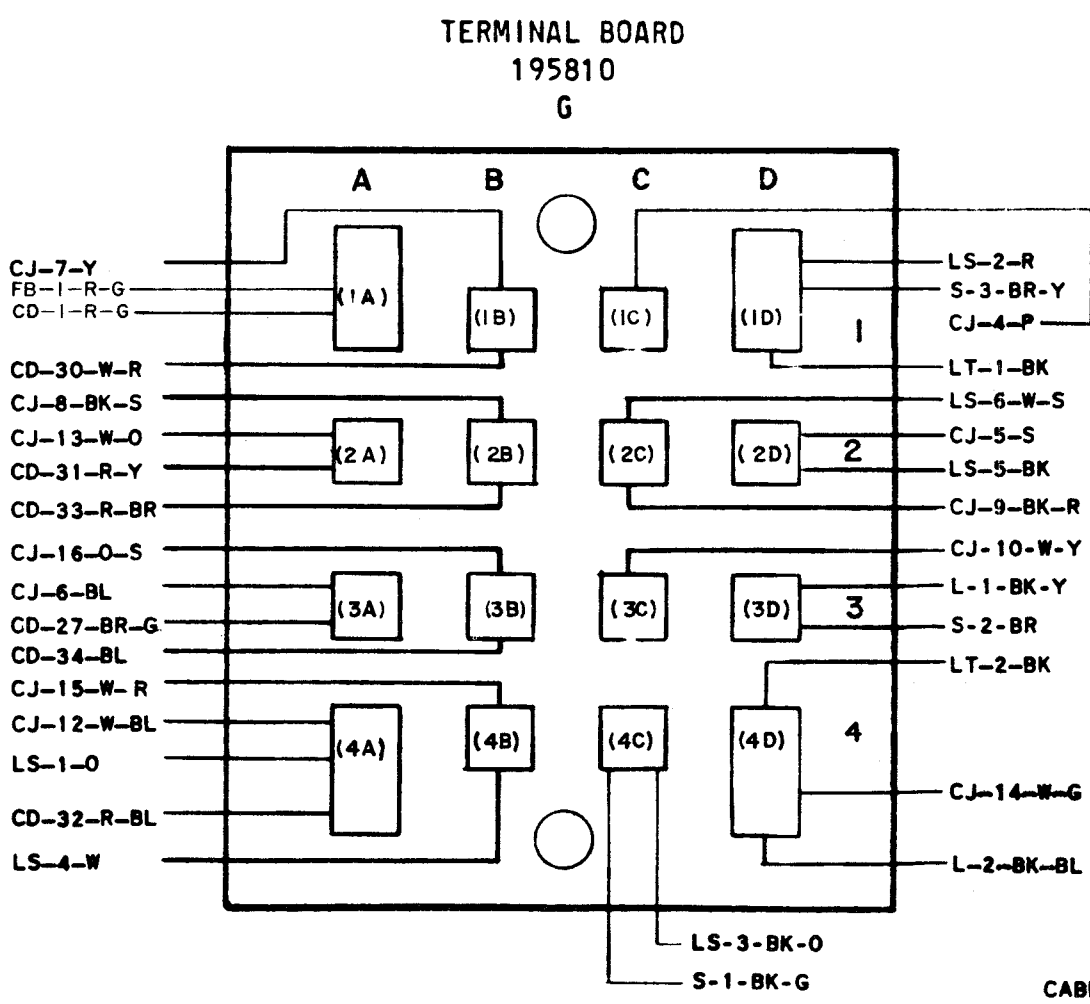 TERMINAL BOARD
195810
G
A B C D
CJ-7-Y
FB-1-R-G
CD-1-R-G
CD-30-W-R
CJ-8-BK-S
CJ-13-W-O
CD-31-R-Y
CD-33-R-BR
CJ-16-O-S
CJ-6-BL
CD-27-BR-G
CD-34-BL
CJ-15-W-R
CJ-12-W-BL
LS-1-O
CD-32-R-BL
LS-4-W
(1A) (1B) (1C) (1D) 1
(2A) (2B) (2C) (2D) 2
(3A) (3B) (3C) (3D) 3
(4A) (4B) (4C) (4D) 4
LS-2-R
S-3-BR-Y
CJ-4-P
LT-1-BK
LS-6-W-S
CJ-5-S
LS-5-BK
CJ-9-BK-R
CJ-10-W-Y
L-1-BK-Y
S-2-BR
LT-2-BK
CJ-14-W-G
L-2-BK-BL
LS-3-BK-O
S-1-BK-G